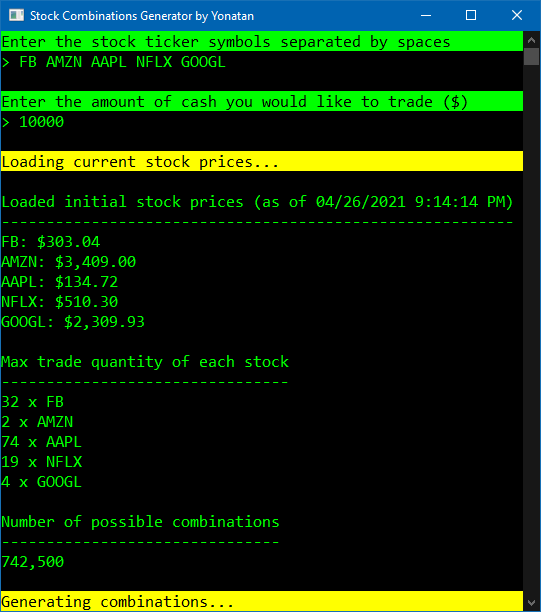 Stock Combinations Generator by Yonatan
Enter the stock ticker symbols separated by spaces
> FB AMZN AAPL NFLX GOOGL
Enter the amount of cash you would like to trade ($)
> 10000
Loading current stock prices...
Loaded initial stock prices (as of 04/26/2021 9:14:14 PM)
---------------------------------------------------------
FB: $303.04
AMZN: $3,409.00
AAPL: $134.72
NFLX: $510.30
GOOGL: $2,309.93
Max trade quantity of each stock
--------------------------------
32 x FB
2 x AMZN
74 x AAPL
19 x NFLX
4 x GOOGL
Number of possible combinations
-------------------------------
742,500
Generating combinations...